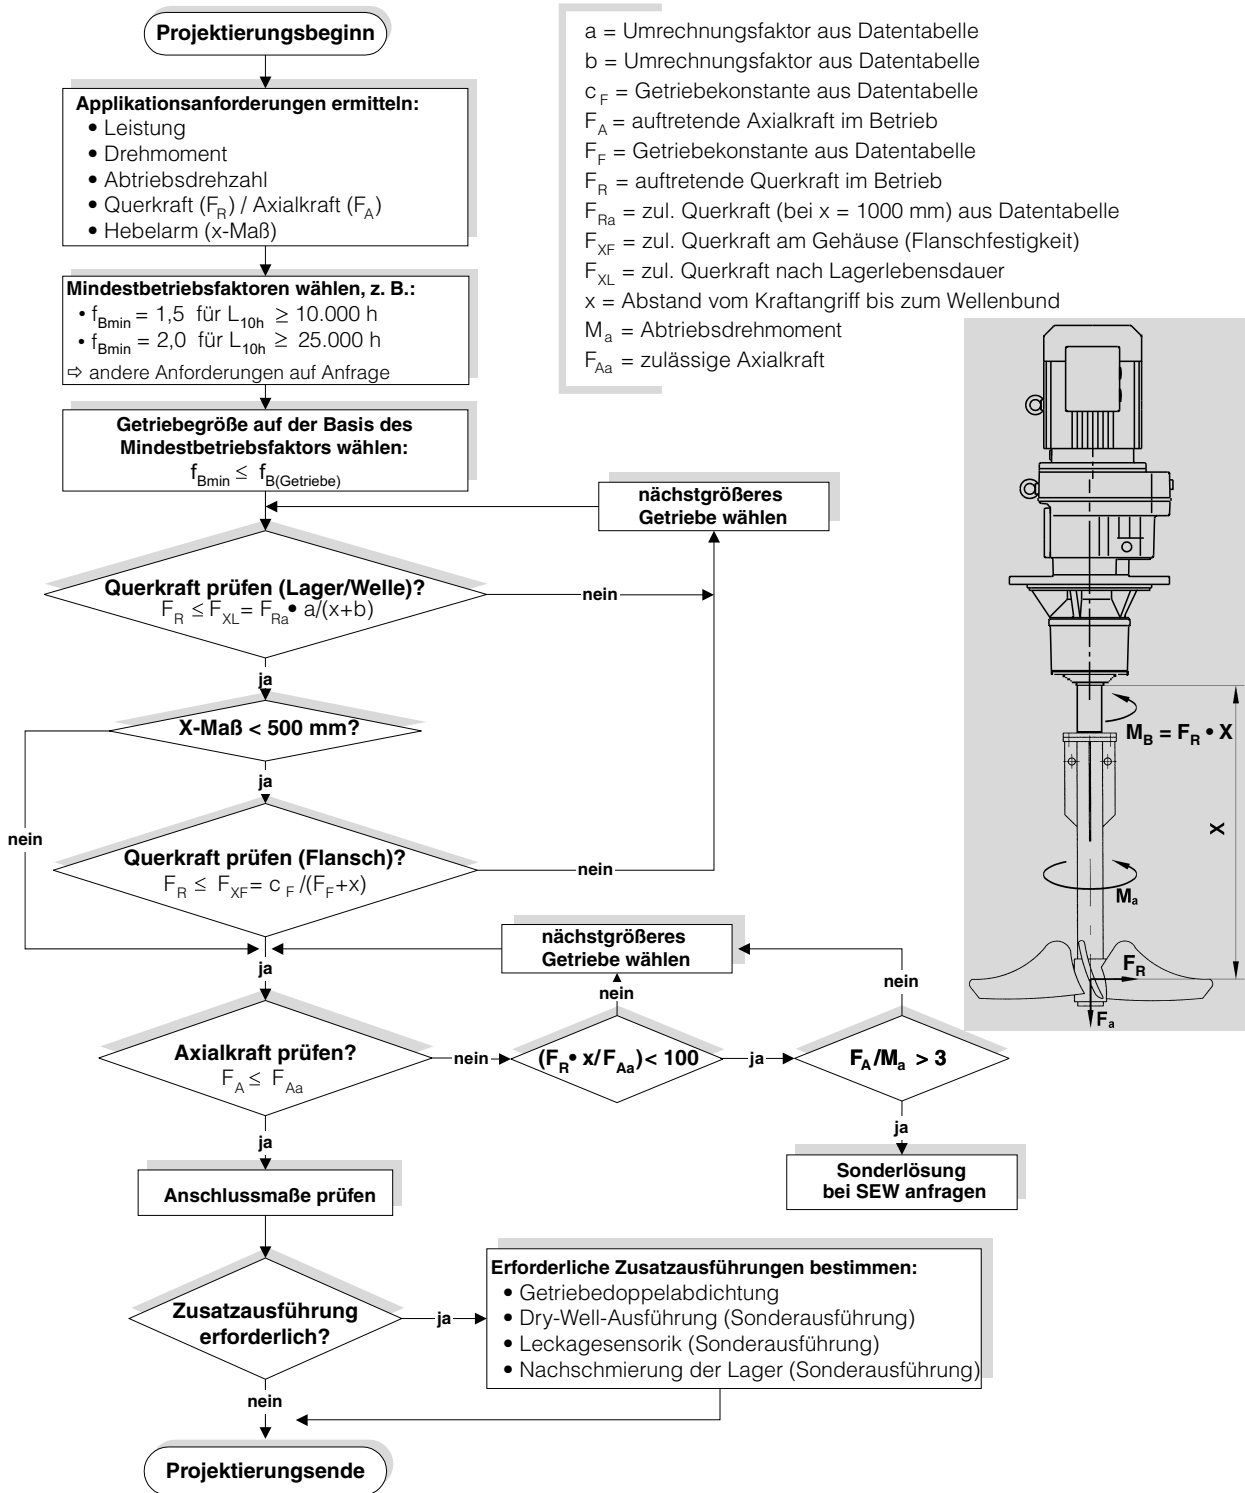 Projektierungsbeginn
Applikationsanforderungen ermitteln:
• Leistung
• Drehmoment
• Abtriebsdrehzahl
• Querkraft (F_R) / Axialkraft (F_A)
• Hebelarm (x-Maß)
Mindestbetriebsfaktoren wählen, z. B.:
• f_Bmin = 1,5 für L_10h ≥ 10.000 h
• f_Bmin = 2,0 für L_10h ≥ 25.000 h
⇨ andere Anforderungen auf Anfrage
Getriebegröße auf der Basis des
Mindestbetriebsfaktors wählen:
f_Bmin ≤ f_B(Getriebe)
nächstgrößeres
Getriebe wählen
Querkraft prüfen (Lager/Welle)?
F_R ≤ F_XL = F_Ra • a/(x+b)
nein
ja
X-Maß < 500 mm?
ja
nein
Querkraft prüfen (Flansch)?
F_R ≤ F_XF = c_F /(F_F+x)
nein
ja
nächstgrößeres
Getriebe wählen
nein
nein
Axialkraft prüfen?
F_A ≤ F_Aa
nein
(F_R • x/F_Aa) < 100
ja
F_A/M_a > 3
ja
ja
Anschlussmaße prüfen
Sonderlösung
bei SEW anfragen
Zusatzausführung
erforderlich?
ja
Erforderliche Zusatzausführungen bestimmen:
• Getriebedoppelabdichtung
• Dry-Well-Ausführung (Sonderausführung)
• Leckagesensorik (Sonderausführung)
• Nachschmierung der Lager (Sonderausführung)
nein
Projektierungsende
a = Umrechnungsfaktor aus Datentabelle
b = Umrechnungsfaktor aus Datentabelle
c_F = Getriebekonstante aus Datentabelle
F_A = auftretende Axialkraft im Betrieb
F_F = Getriebekonstante aus Datentabelle
F_R = auftretende Querkraft im Betrieb
F_Ra = zul. Querkraft (bei x = 1000 mm) aus Datentabelle
F_XF = zul. Querkraft am Gehäuse (Flanschfestigkeit)
F_XL = zul. Querkraft nach Lagerlebensdauer
x = Abstand vom Kraftangriff bis zum Wellenbund
M_a = Abtriebsdrehmoment
F_Aa = zulässige Axialkraft
M_B = F_R • X
X
M_a
F_R
F_a